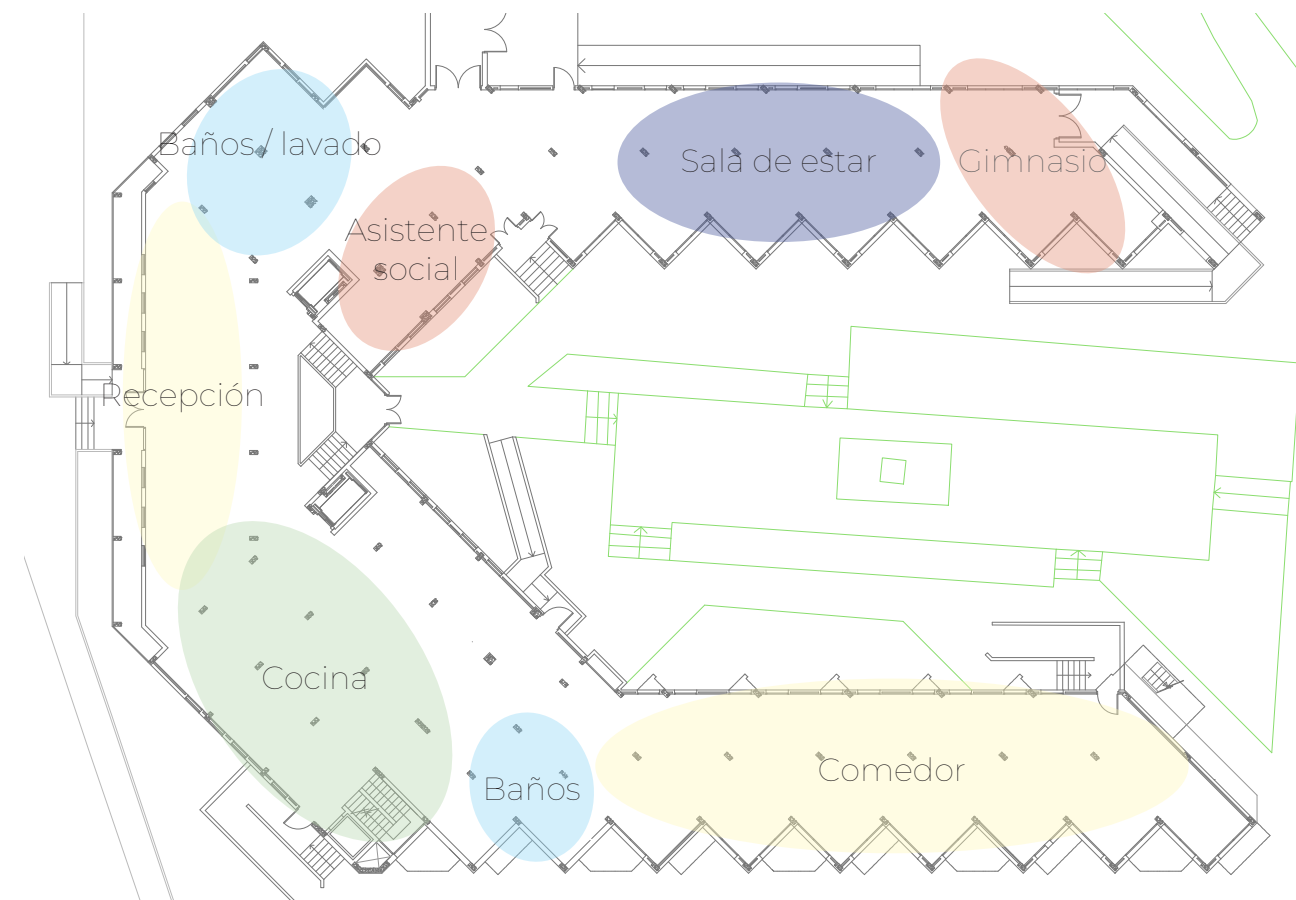 Baños / lavado
Sala de estar
Gimnasio
Asistente
social
Recepción
Cocina
Baños
Comedor